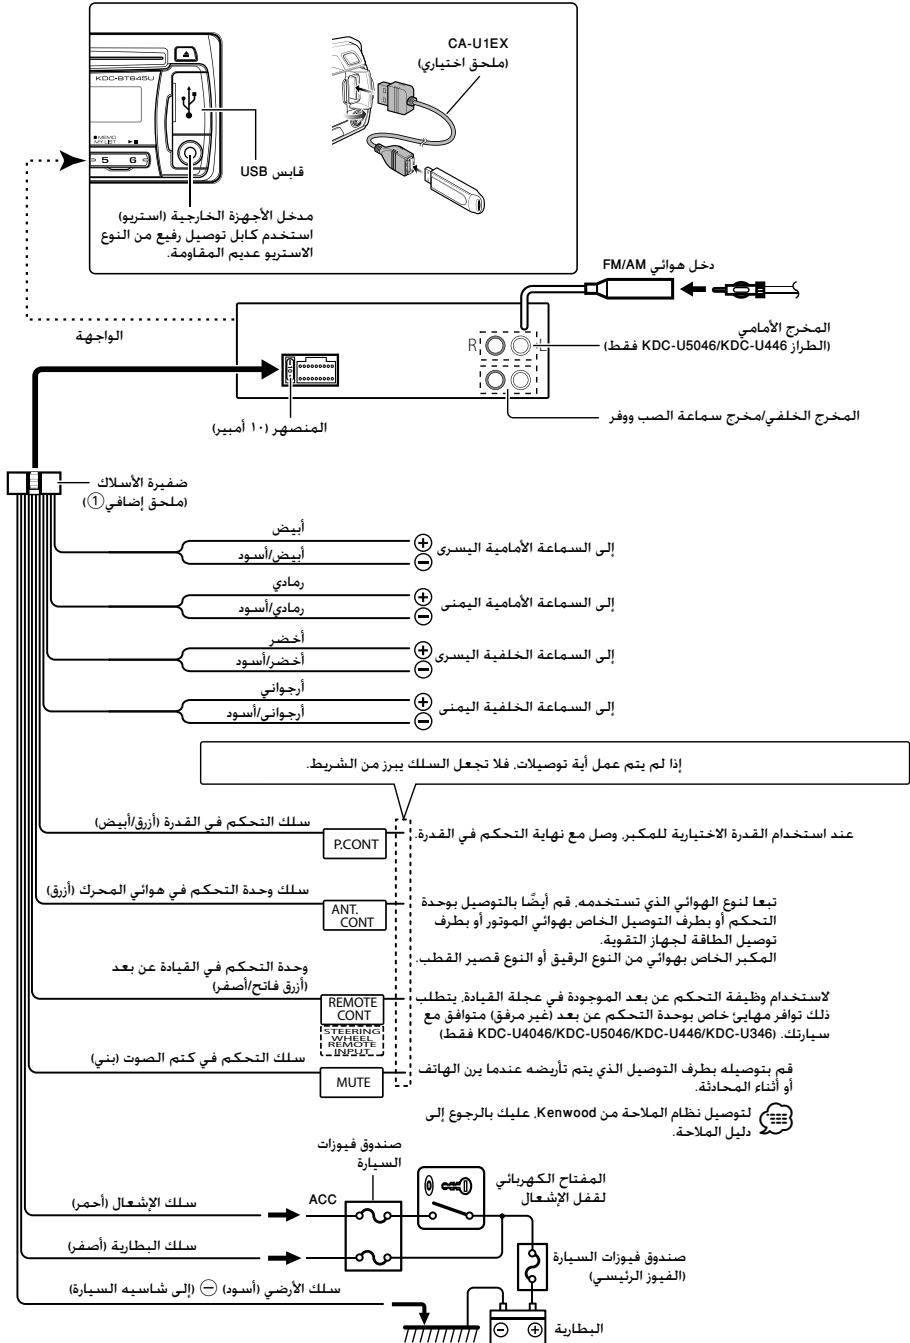 CA-U1EX
(ملحق اختياري)
KDC-BT645U
MEMO
MY LIST
5 6
قابس USB
مدخل الأجهزة الخارجية (استريو)
استخدم كابل توصيل رفيع من النوع
الاستريو عديم المقاومة.
دخل هوائي FM/AM
الواجهة
المخرج الأمامي
(الطراز KDC-U5046/KDC-U446 فقط)
R
المخرج الخلفي/مخرج سماعة الصب ووفر
المنصهر (١٠ أمبير)
ضفيرة الأسلاك
(ملحق إضافي①)
أبيض
أبيض/أسود
إلى السماعة الأمامية اليسرى
رمادي
رمادي/أسود
إلى السماعة الأمامية اليمنى
أخضر
أخضر/أسود
إلى السماعة الخلفية اليسرى
أرجواني
أرجواني/أسود
إلى السماعة الخلفية اليمنى
إذا لم يتم عمل أية توصيلات، فلا تجعل السلك يبرز من الشريط.
سلك التحكم في القدرة (أزرق/أبيض)
P.CONT
عند استخدام القدرة الاختيارية للمكبر، وصل مع نهاية التحكم في القدرة.
سلك وحدة التحكم في هوائي المحرك (أزرق)
ANT.
CONT
تبعا لنوع الهوائي الذي تستخدمه، قم أيضًا بالتوصيل بوحدة
التحكم أو بطرف التوصيل الخاص بهوائي الموتور أو بطرف
توصيل الطاقة لجهاز التقوية.
المكبر الخاص بهوائي من النوع الرقيق أو النوع قصير القطب.
وحدة التحكم في القيادة عن بعد
(أزرق فاتح/أصفر)
REMOTE
CONT
STEERING
WHEEL
REMOTE
INPUT
لاستخدام وظيفة التحكم عن بعد الموجودة في عجلة القيادة، يتطلب
ذلك توافر مهايئ خاص بوحدة التحكم عن بعد (غير مرفق) متوافق مع
سيارتك. (KDC-U4046/KDC-U5046/KDC-U446/KDC-U346 فقط)
سلك التحكم في كتم الصوت (بني)
MUTE
قم بتوصيله بطرف التوصيل الذي يتم تأريضه عندما يرن الهاتف
أو أثناء المحادثة.
لتوصيل نظام الملاحة من Kenwood، عليك بالرجوع إلى
دليل الملاحة.
صندوق فيوزات
السيارة
المفتاح الكهربائي
لقفل الإشعال
ACC
سلك الإشعال (أحمر)
سلك البطارية (أصفر)
صندوق فيوزات السيارة
(الفيوز الرئيسي)
سلك الأرضي (أسود) ⊖ (إلى شاسيه السيارة)
البطارية